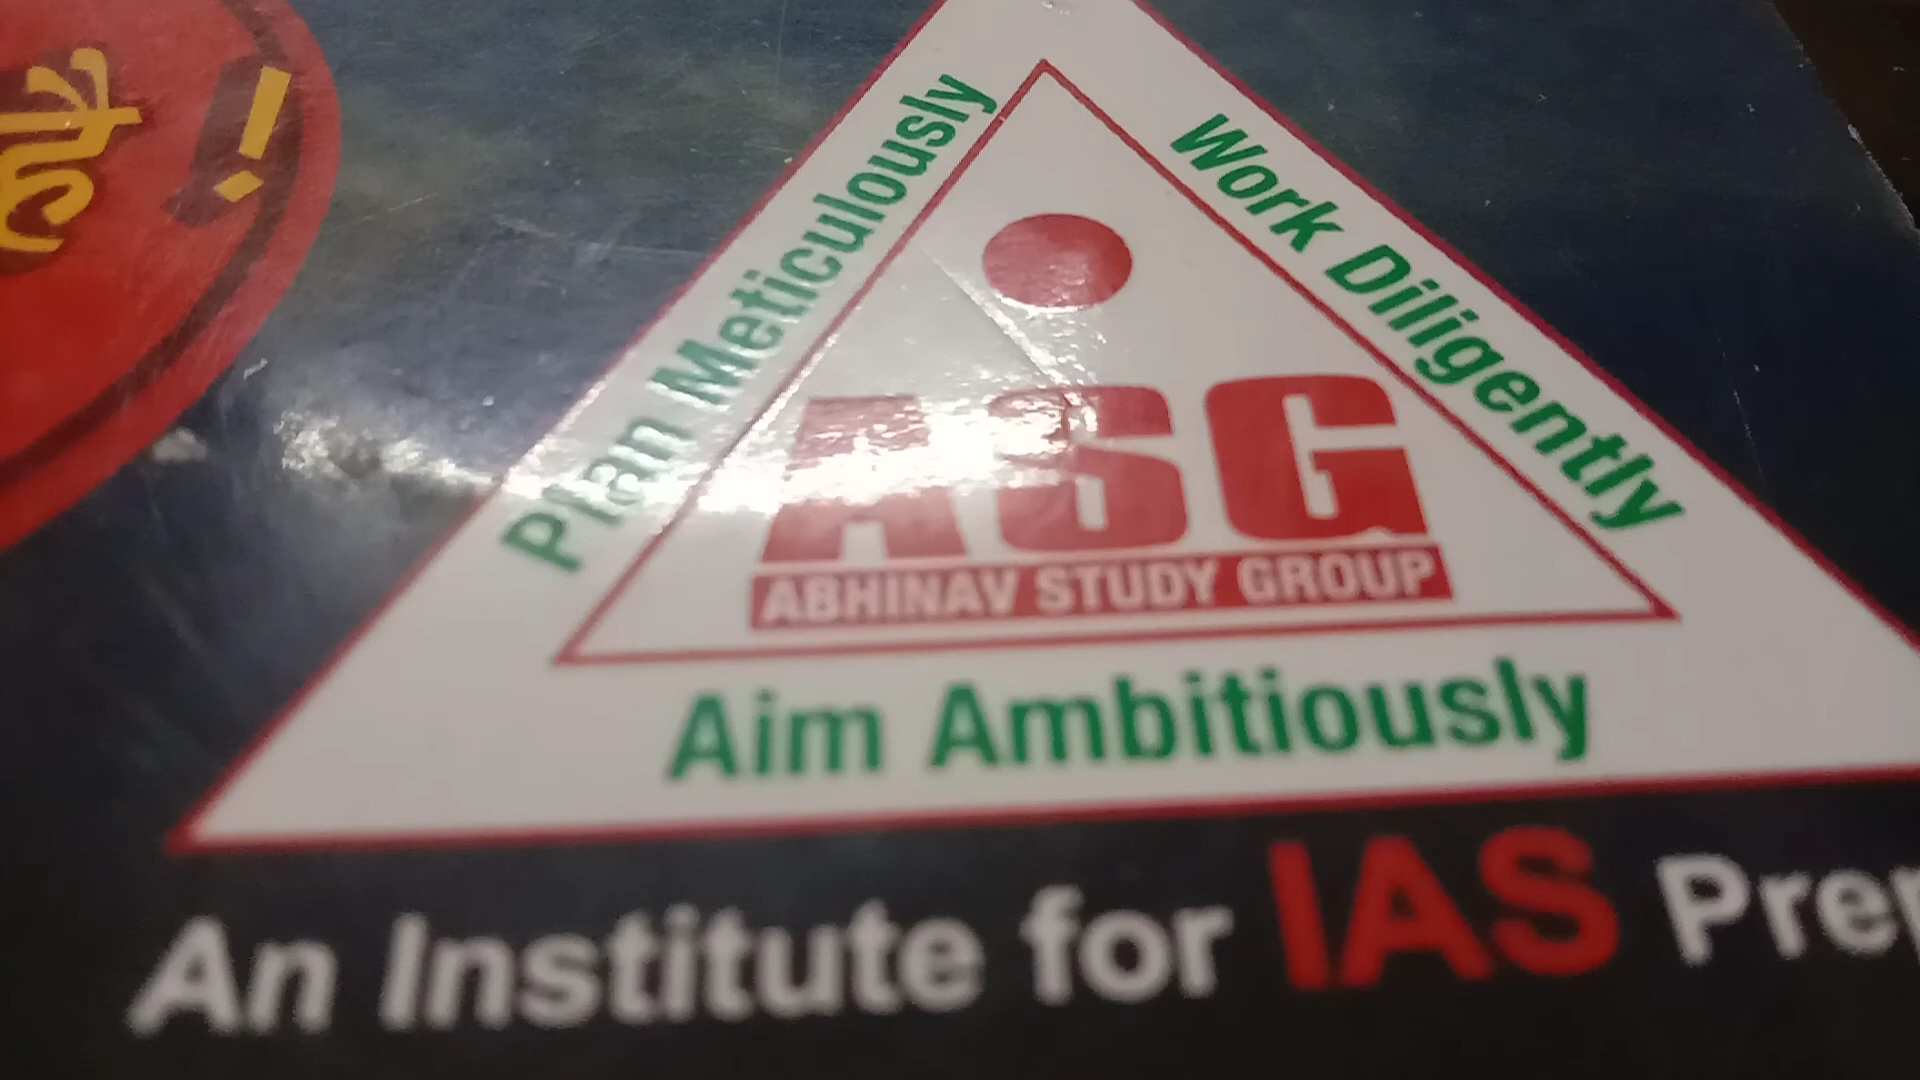 Plan Meticulously
Work Diligently
ASG
ABHINAV STUDY GROUP
Aim Ambitiously
An Institute for IAS